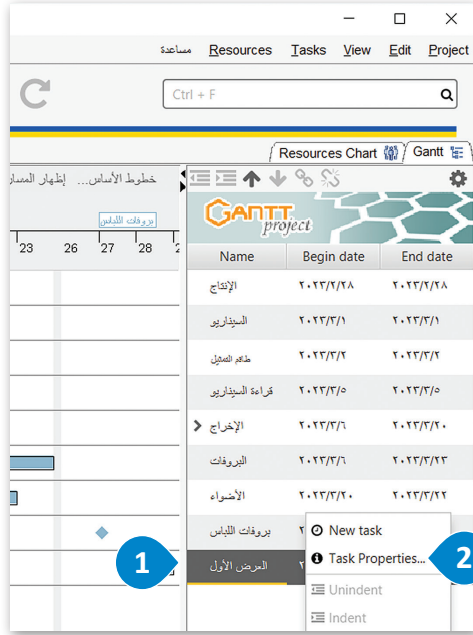 Project Edit View Tasks Resources مساعدة
Ctrl + F
Gantt Resources Chart
خطوط الأساس... إظهار المسار
GANTT project
بروفات اللباس
23 26 27 28
Name Begin date End date
الإنتاج ٢٠٢٣/٢/٢٨ ٢٠٢٣/٢/٢٨
السيناريو ٢٠٢٣/٣/١ ٢٠٢٣/٣/١
طاقم التمثيل ٢٠٢٣/٣/٢ ٢٠٢٣/٣/٢
قراءة السيناريو ٢٠٢٣/٣/٥ ٢٠٢٣/٣/٥
الإخراج ٢٠٢٣/٣/٦ ٢٠٢٣/٣/٢٠
البروفات ٢٠٢٣/٣/٦ ٢٠٢٣/٣/٢٣
الأضواء ٢٠٢٣/٣/٢٠ ٢٠٢٣/٣/٢٢
بروفات اللباس
New task
1
العرض الأول
Task Properties...
2
Unindent
Indent